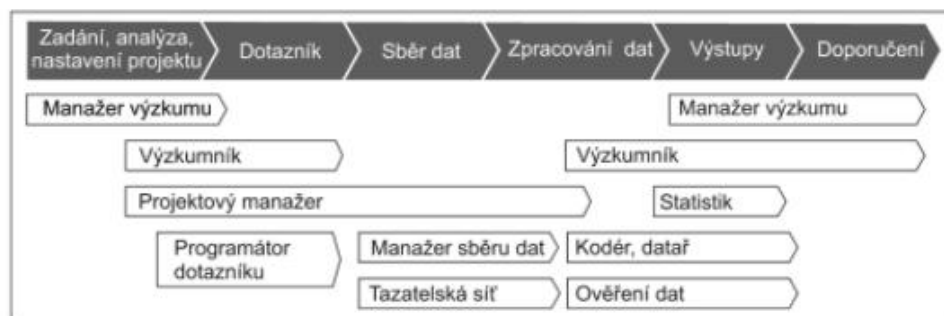 Zadání, analýza,
nastavení projektu
Dotazník
Sběr dat
Zpracování dat
Výstupy
Doporučení
Manažer výzkumu
Manažer výzkumu
Výzkumník
Výzkumník
Projektový manažer
Statistik
Programátor
dotazníku
Manažer sběru dat
Kodér, datař
Tazatelská síť
Ověření dat